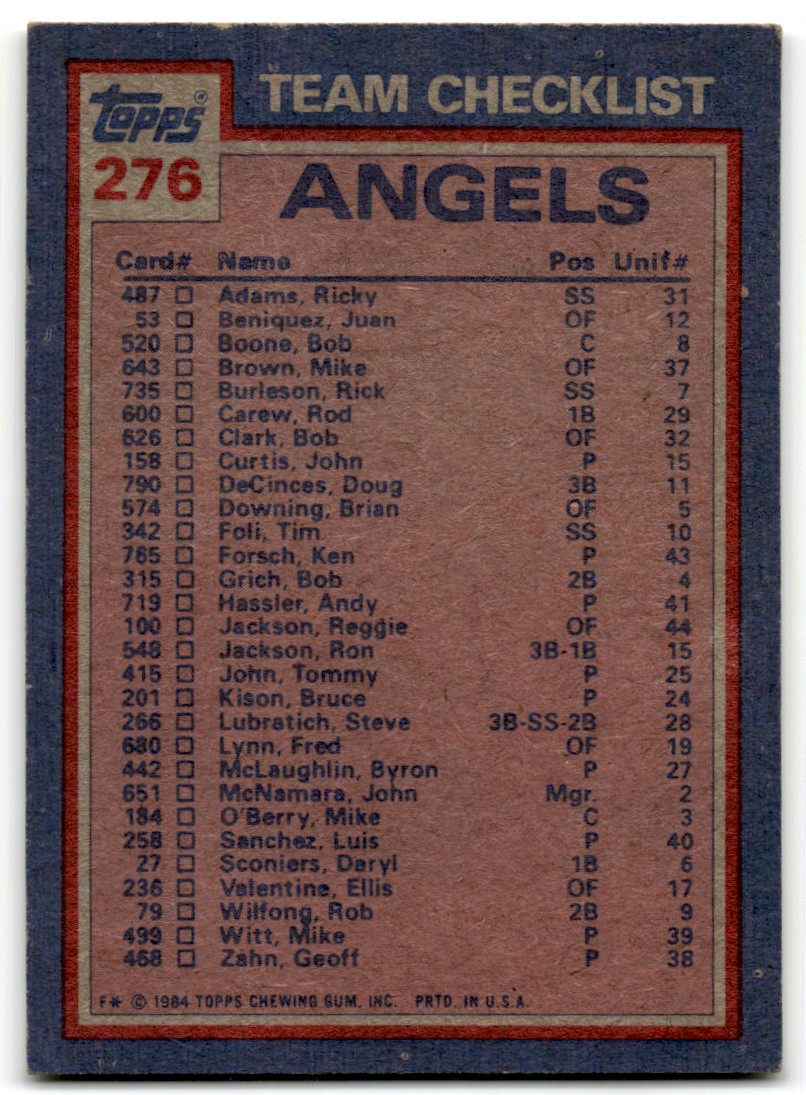 TEAM CHECKLIST
TOPPS®
276
ANGELS
Card# Name Pos Unif#
487 Adams, Ricky SS 31
53 Beniquez, Juan OF 12
520 Boone, Bob C 8
643 Brown, Mike OF 37
735 Burleson, Rick SS 7
600 Carew, Rod 1B 29
626 Clark, Bob OF 32
158 Curtis, John P 15
790 DeCinces, Doug 3B 11
574 Downing, Brian OF 5
342 Foli, Tim SS 10
765 Forsch, Ken P 43
315 Grich, Bob 2B 4
719 Hassler, Andy P 41
100 Jackson, Reggie OF 44
548 Jackson, Ron 3B-1B 15
415 John, Tommy P 25
201 Kison, Bruce P 24
266 Lubratich, Steve 3B-SS-2B 28
680 Lynn, Fred OF 19
442 McLaughlin, Byron P 27
651 McNamara, John Mgr. 2
184 O'Berry, Mike C 3
258 Sanchez, Luis P 40
27 Sconiers, Daryl 1B 6
236 Valentine, Ellis OF 17
79 Wilfong, Rob 2B 9
499 Witt, Mike P 39
468 Zahn, Geoff P 38
F* © 1984 TOPPS CHEWING GUM, INC. PRTD. IN U.S.A.